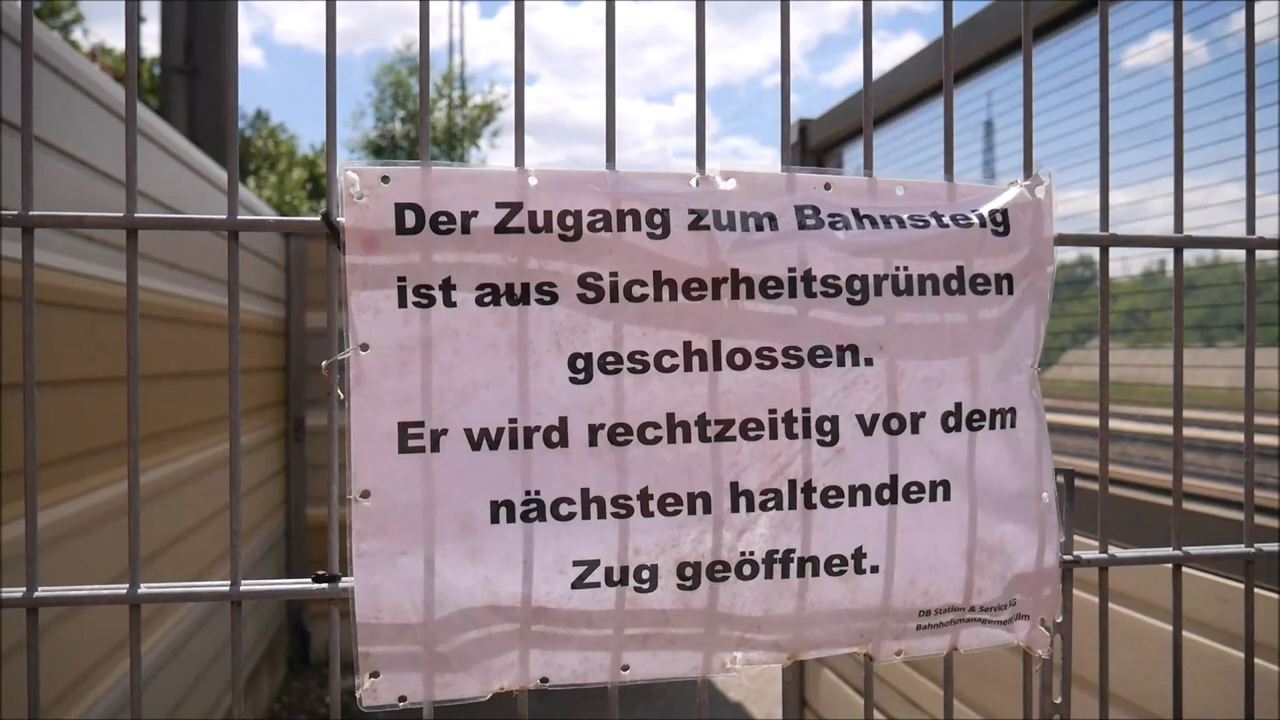 Der Zugang zum Bahnsteig
ist aus Sicherheitsgründen
geschlossen.
Er wird rechtzeitig vor dem
nächsten haltenden
Zug geöffnet.
DB Station & Service AG
Bahnhofsmanagement Ulm